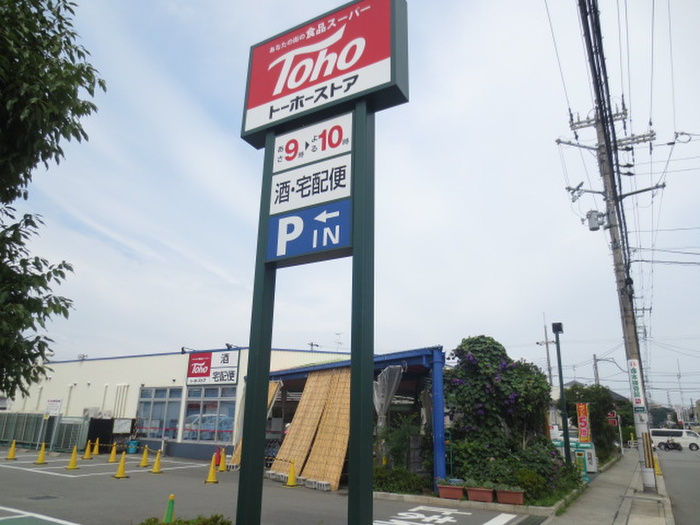 あなたの街の食品スーパー
Toho
トーホーストア
あさ9時▶よる10時
酒・宅配便
P ← IN
Toho
トーホーストア
酒
宅配便